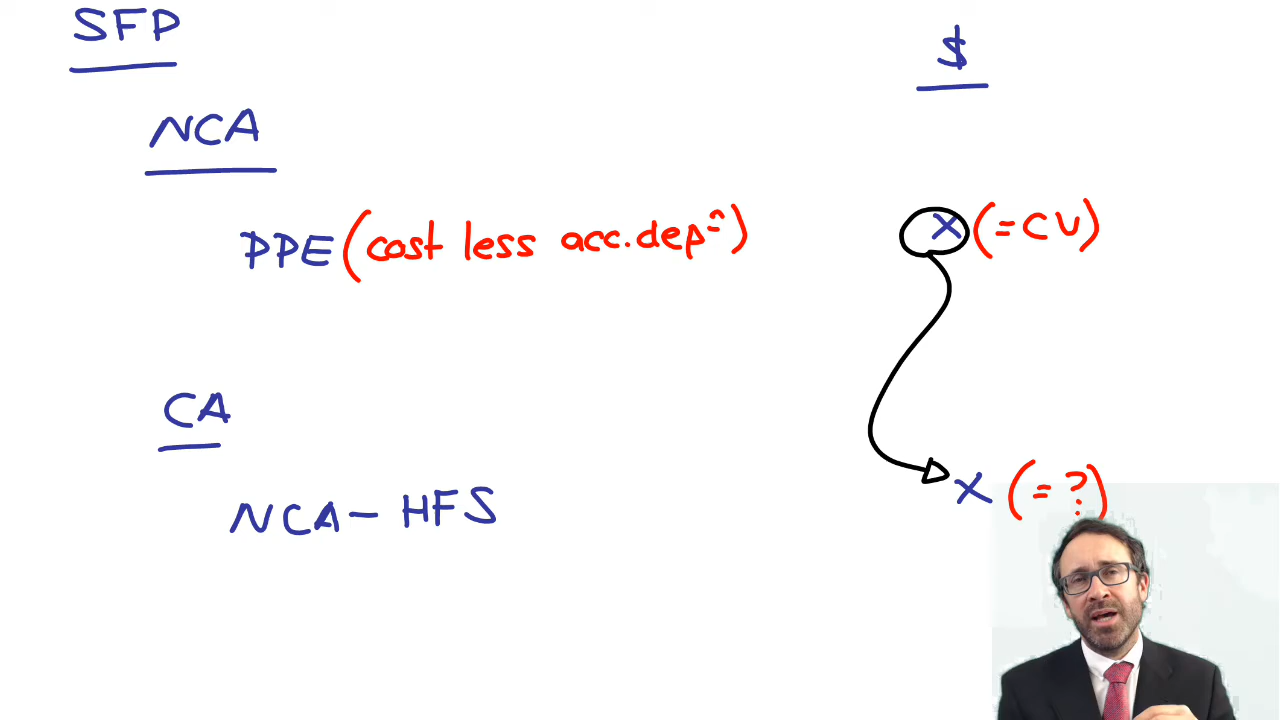 SFP
$
NCA
PPE (cost less acc.depⁿ) X (=CV)
CA
NCA - HFS X (= ?)